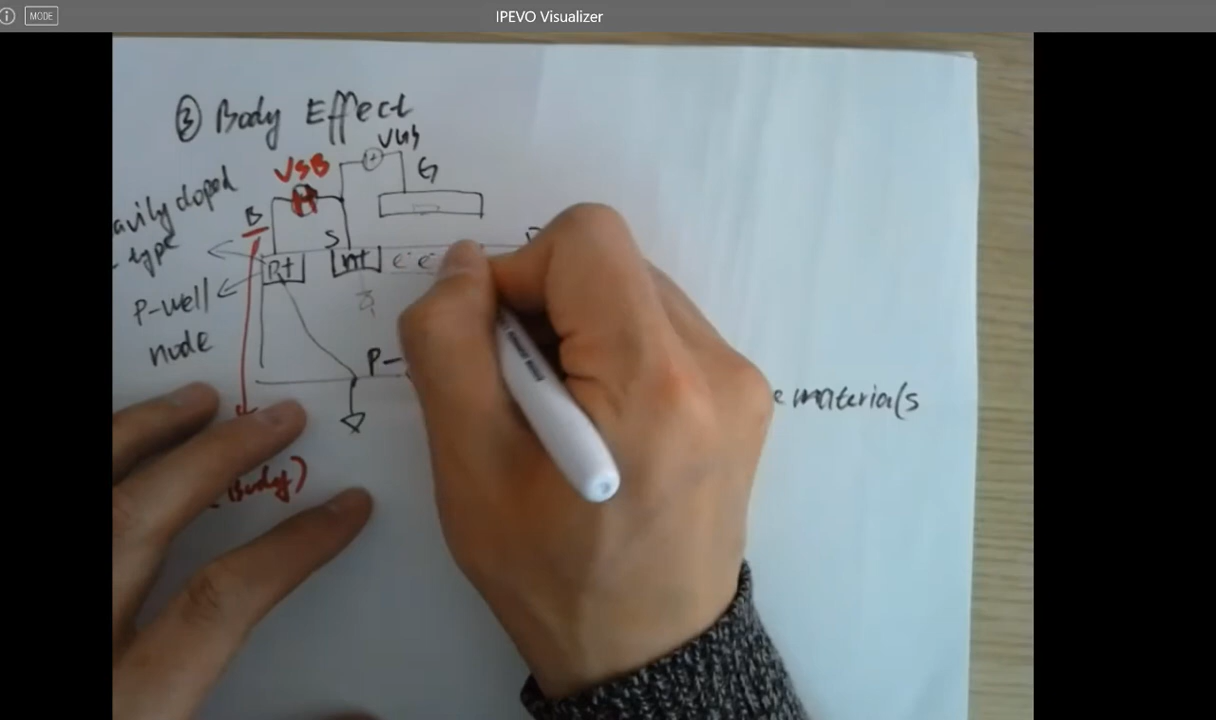 MODE
IPEVO Visualizer
③ Body Effect
VGS
VSB
G
avily doped
type
B
S
P+
n+
e⁻ e⁻
P-well
node
P-
e materials
Body)